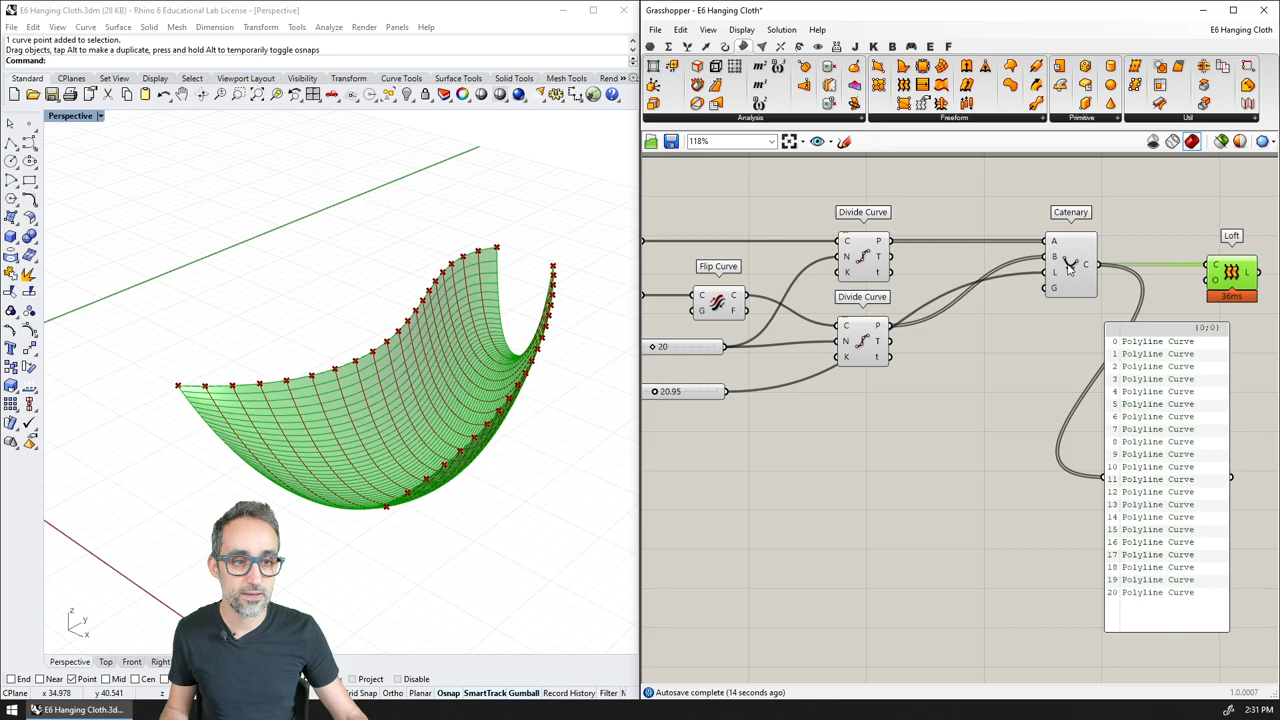 E6 Hanging Cloth.3dm (28 KB) - Rhino 6 Educational Lab License - [Perspective]
File Edit View Curve Surface Solid Mesh Dimension Transform Tools Analyze Render Panels Help
1 curve point added to selection.
Drag objects, tap Alt to make a duplicate, press and hold Alt to temporarily toggle osnaps
Command:
Standard CPlanes Set View Display Select Viewport Layout Visibility Transform Curve Tools Surface Tools Solid Tools Mesh Tools Rend »
Perspective
z
y
x
Perspective Top Front Right
End Near Point Mid Cen Project Disable
CPlane x 34.978 y 40.541 z Grid Snap Ortho Planar Osnap SmartTrack Gumball Record History Filter
E6 Hanging Cloth.3d...
Grasshopper - E6 Hanging Cloth*
File Edit View Display Solution Help
E6 Hanging Cloth
J K B E F
Analysis Freeform Primitive Util
118%
Divide Curve
C N K P T t
Flip Curve
C G C F
Divide Curve
C N K P T t
20
20.95
Catenary
A B L G C
Loft
C O L
36ms
{0;0}
0 Polyline Curve
1 Polyline Curve
2 Polyline Curve
3 Polyline Curve
4 Polyline Curve
5 Polyline Curve
6 Polyline Curve
7 Polyline Curve
8 Polyline Curve
9 Polyline Curve
10 Polyline Curve
11 Polyline Curve
12 Polyline Curve
13 Polyline Curve
14 Polyline Curve
15 Polyline Curve
16 Polyline Curve
17 Polyline Curve
18 Polyline Curve
19 Polyline Curve
20 Polyline Curve
Autosave complete (14 seconds ago)
1.0.0007
2:31 PM